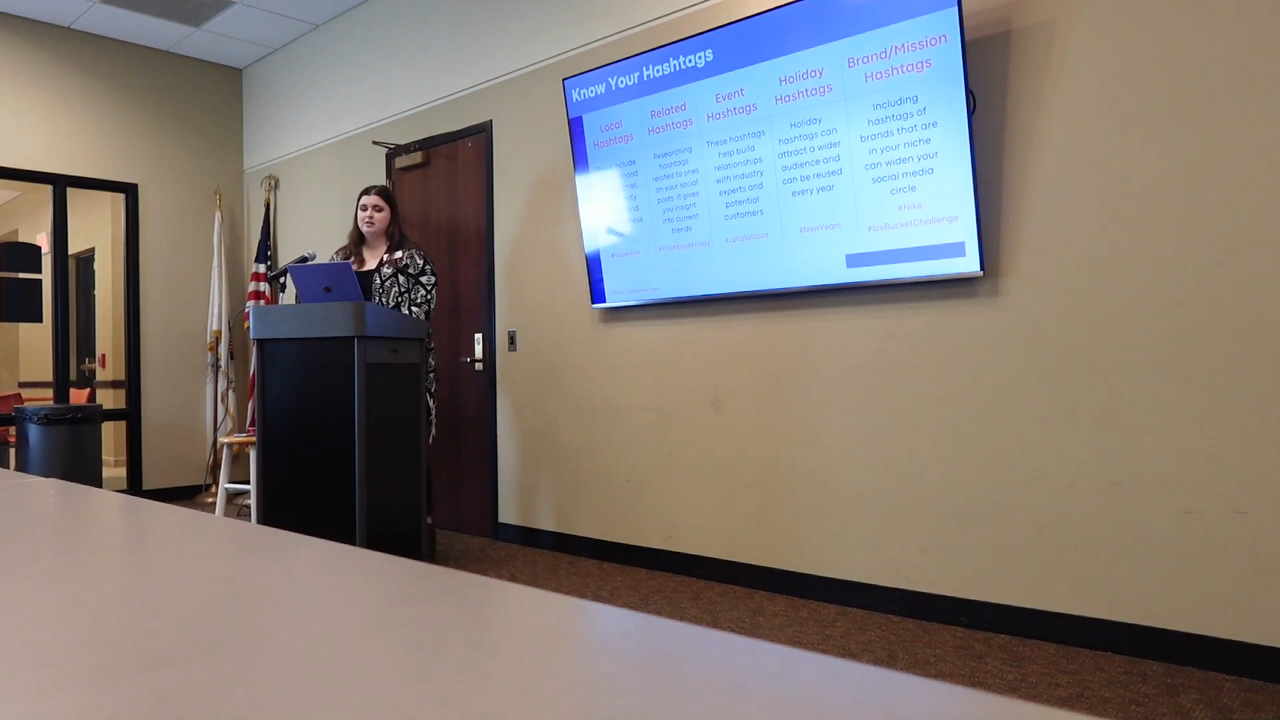 Know Your Hashtags
Local
Hashtags
include
Related
Hashtags
Researching
hashtags
related to ones
on your social
posts. It gives
you insight
into current
trends
#FlashbackFriday
Event
Hashtags
These hashtags
help build
relationships
with industry
experts and
potential
customers
#Lollapalooza
Holiday
Hashtags
Holiday
hashtags can
attract a wider
audience and
can be reused
every year
#NewYears
Brand/Mission
Hashtags
Including
hashtags of
brands that are
in your niche
can widen your
social media
circle
#Nike
#IceBucketChallenge